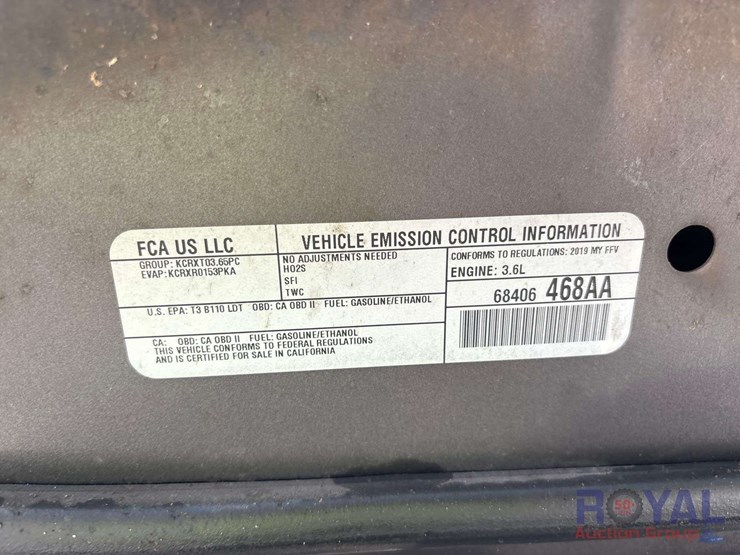 FCA US LLC
GROUP: KCRXT03.65PC
EVAP: KCRXR0153PKA
VEHICLE EMISSION CONTROL INFORMATION
NO ADJUSTMENTS NEEDED
HO2S
SFI
TWC
CONFORMS TO REGULATIONS: 2019 MY FFV
ENGINE: 3.6L
68406 468AA
U.S. EPA: T3 B110 LDT OBD: CA OBD II FUEL: GASOLINE/ETHANOL
CA: OBD: CA OBD II FUEL: GASOLINE/ETHANOL
THIS VEHICLE CONFORMS TO FEDERAL REGULATIONS
AND IS CERTIFIED FOR SALE IN CALIFORNIA
ROYAL
50
Auction Group